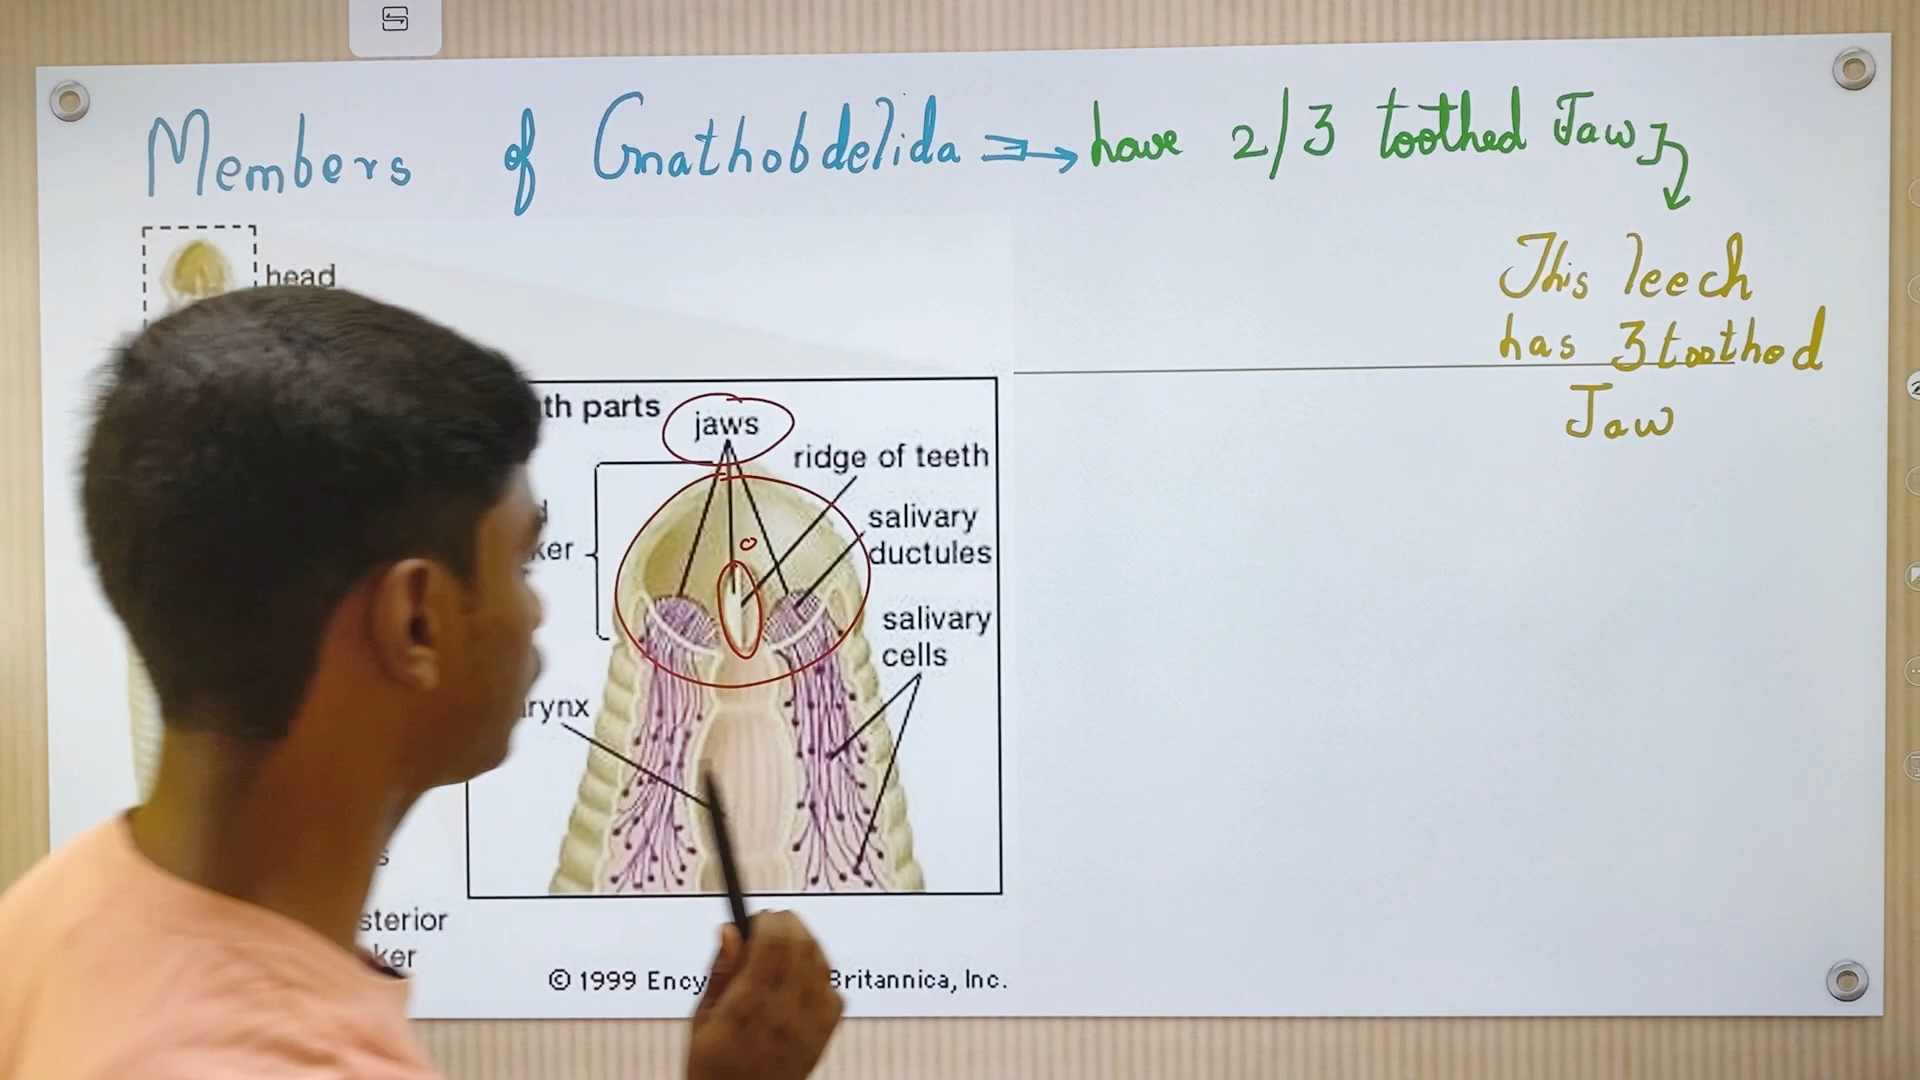 Members of Gnathobdelida have 2/3 toothed Jaw
This leech
has 3 toothed
Jaw
head
th parts
jaws
ridge of teeth
salivary
ductules
ker
salivary
cells
rynx
sterior
ker
© 1999 Ency Britannica, Inc.